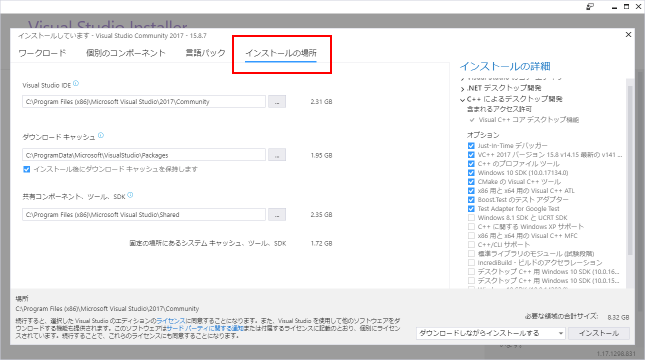 Visual Studio Installer
インストールしています - Visual Studio Community 2017 - 15.8.7
ワークロード 個別のコンポーネント 言語パック インストールの場所
Visual Studio IDE
C:\Program Files (x86)\Microsoft Visual Studio\2017\Community ... 2.31 GB
ダウンロード キャッシュ
C:\ProgramData\Microsoft\VisualStudio\Packages ... 1.95 GB
インストール後にダウンロード キャッシュを保持します
共有コンポーネント、ツール、SDK
C:\Program Files (x86)\Microsoft Visual Studio\Shared ... 2.35 GB
固定の場所にあるシステム キャッシュ、ツール、SDK 1.72 GB
インストールの詳細
.NET デスクトップ開発
C++ によるデスクトップ開発
含まれるアクセス許可
Visual C++ コア デスクトップ機能
オプション
Just-In-Time デバッガー
VC++ 2017 バージョン 15.8 v14.15 最新の v141 ...
C++ のプロファイル ツール
Windows 10 SDK (10.0.17134.0)
CMake の Visual C++ ツール
x86 用と x64 用の Visual C++ ATL
Boost.Test のテスト アダプター
Test Adapter for Google Test
Windows 8.1 SDK と UCRT SDK
C++ に関する Windows XP サポート
x86 用と x64 用の Visual C++ MFC
C++/CLI サポート
標準ライブラリのモジュール (試験段階)
IncrediBuild - ビルドのアクセラレーション
デスクトップ C++ 用 Windows 10 SDK (10.0.16...
デスクトップ C++ 用 Windows 10 SDK (10.0.15...
場所
C:\Program Files (x86)\Microsoft Visual Studio\2017\Community
続行すると、選択した Visual Studio のエディションのライセンスに同意することになります。また、Visual Studio を使用して他のソフトウェアをダ
ウンロードする機能も提供されます。このソフトウェアは、サード パーティに関する通知または付属するライセンスに記載のとおり、個別にライセン
スされています。続行することで、これらのライセンスにも同意することになります。
必要な領域の合計サイズ: 8.32 GB
ダウンロードしながらインストールする インストール
1.17.1298.831